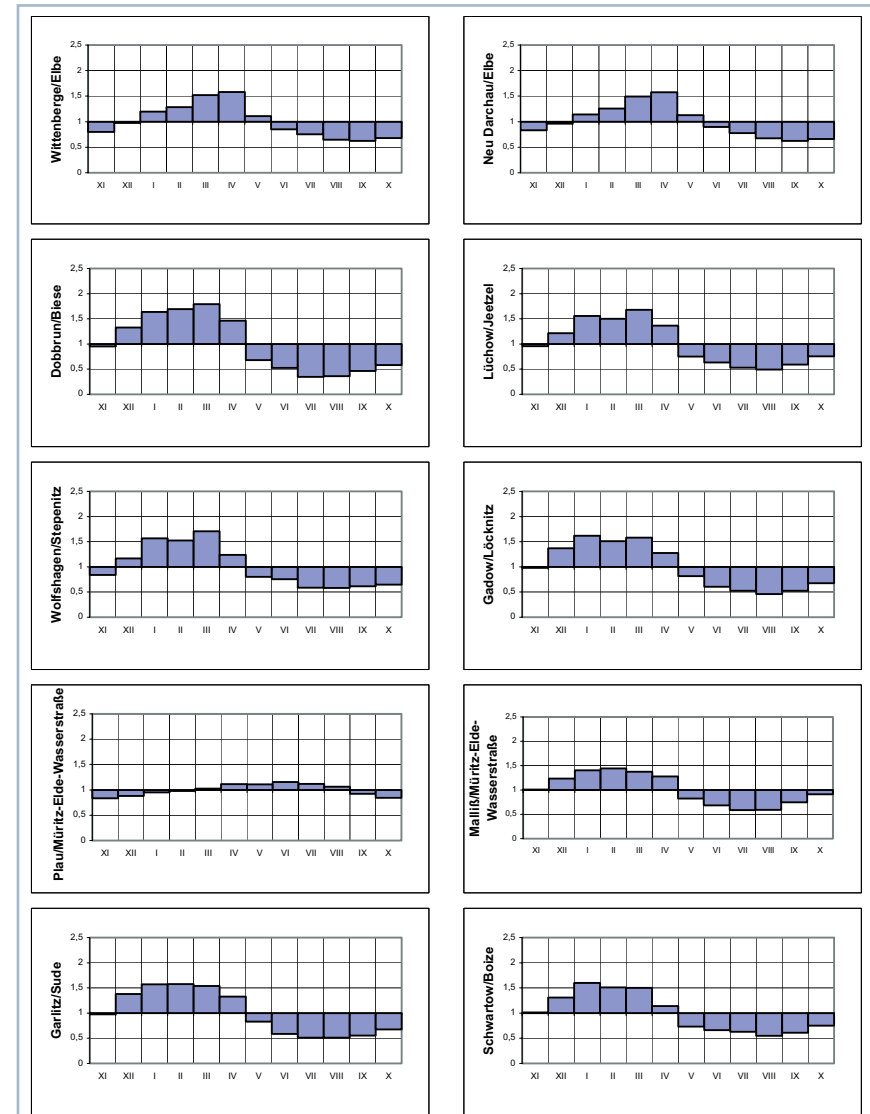 Wittenberge/Elbe
2,5
2
1,5
1
0,5
0
XI XII I II III IV V VI VII VIII IX X
Neu Darchau/Elbe
2,5
2
1,5
1
0,5
0
XI XII I II III IV V VI VII VIII IX X
Dobbrun/Biese
2,5
2
1,5
1
0,5
0
XI XII I II III IV V VI VII VIII IX X
Lüchow/Jeetzel
2,5
2
1,5
1
0,5
0
XI XII I II III IV V VI VII VIII IX X
Wolfshagen/Stepenitz
2,5
2
1,5
1
0,5
0
XI XII I II III IV V VI VII VIII IX X
Gadow/Löcknitz
2,5
2
1,5
1
0,5
0
XI XII I II III IV V VI VII VIII IX X
Plau/Müritz-Elde-Wasserstraße
2,5
2
1,5
1
0,5
0
XI XII I II III IV V VI VII VIII IX X
Malliß/Müritz-Elde-
Wasserstraße
2,5
2
1,5
1
0,5
0
XI XII I II III IV V VI VII VIII IX X
Garlitz/Sude
2,5
2
1,5
1
0,5
0
XI XII I II III IV V VI VII VIII IX X
Schwartow/Boize
2,5
2
1,5
1
0,5
0
XI XII I II III IV V VI VII VIII IX X